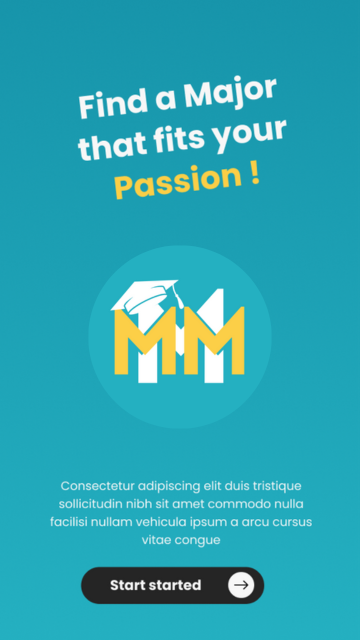 Find a Major
that fits your
Passion !
MM
Consectetur adipiscing elit duis tristique
sollicitudin nibh sit amet commodo nulla
facilisi nullam vehicula ipsum a arcu cursus
vitae congue
Start started